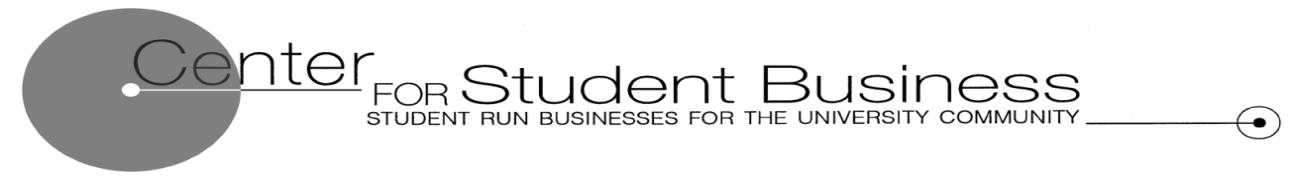 Center FOR Student Business
STUDENT RUN BUSINESSES FOR THE UNIVERSITY COMMUNITY